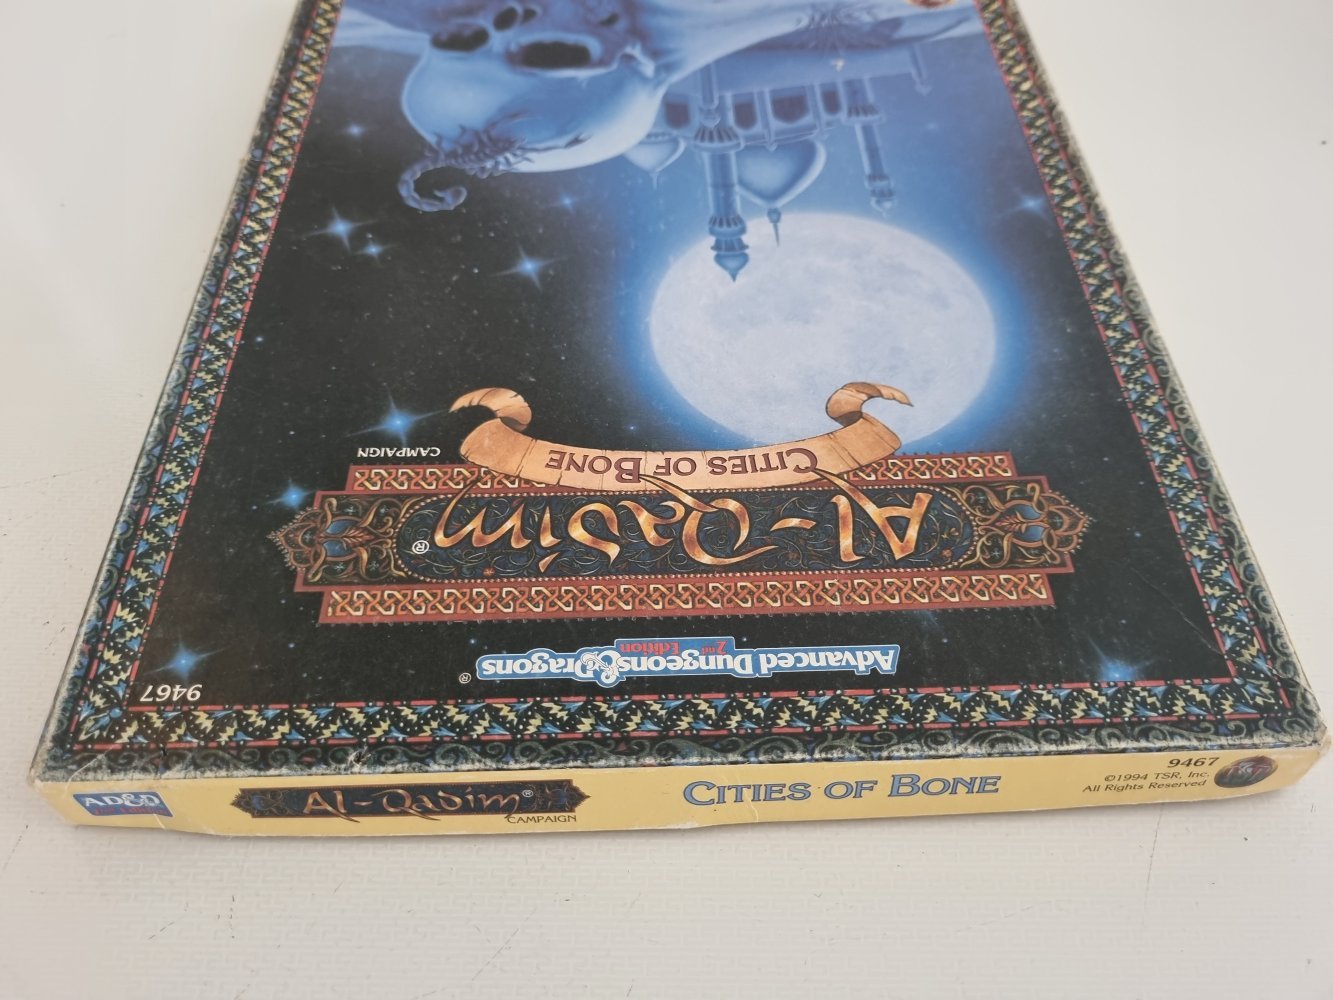 9467
Advanced Dungeons & Dragons ®
2nd Edition
Al-Qadim®
CITIES OF BONE
CAMPAIGN
AD&D
Al-Qadim®
CAMPAIGN
CITIES OF BONE
9467
©1994 TSR, Inc.
All Rights Reserved